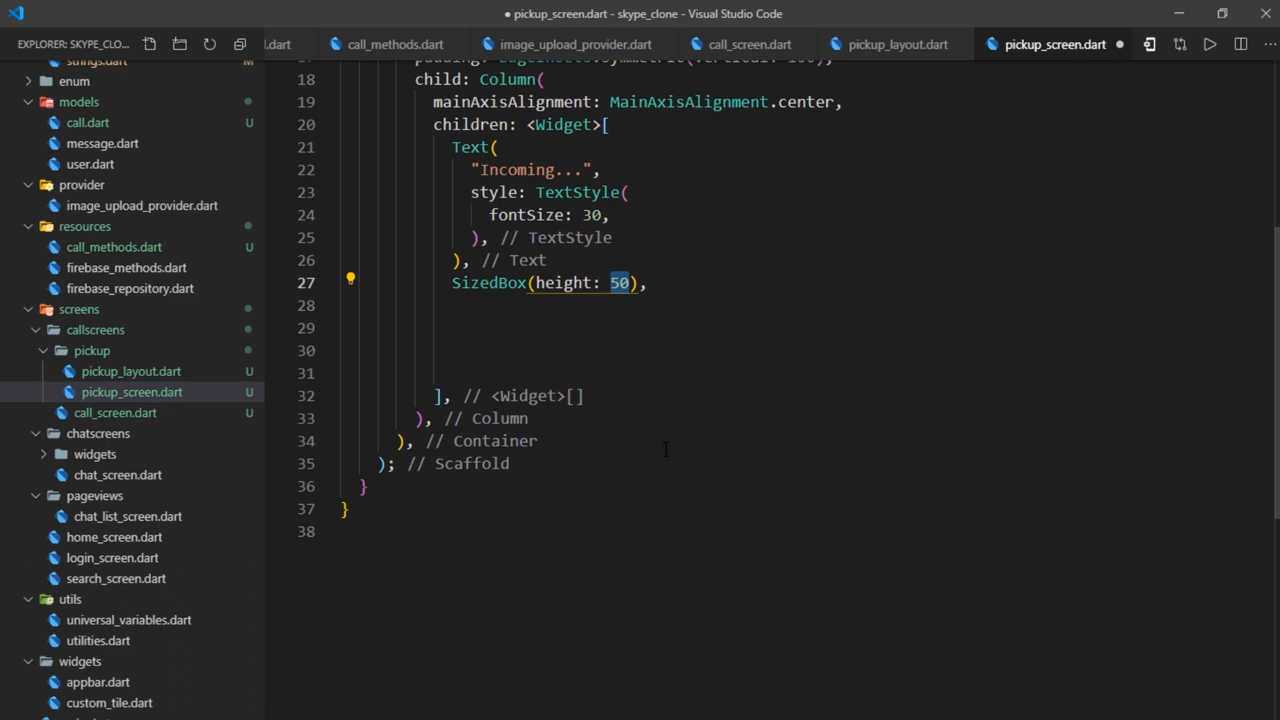 ● pickup_screen.dart - skype_clone - Visual Studio Code
EXPLORER: SKYPE_CLO...
l.dart
call_methods.dart
image_upload_provider.dart
call_screen.dart
pickup_layout.dart
pickup_screen.dart ●
strings.dart M
enum
models
call.dart U
message.dart
user.dart
provider
image_upload_provider.dart
resources
call_methods.dart U
firebase_methods.dart
firebase_repository.dart
screens
callscreens
pickup
pickup_layout.dart U
pickup_screen.dart U
call_screen.dart U
chatscreens
widgets
chat_screen.dart
pageviews
chat_list_screen.dart
home_screen.dart
login_screen.dart
search_screen.dart
utils
universal_variables.dart
utilities.dart
widgets
appbar.dart
custom_tile.dart
18 child: Column(
19 mainAxisAlignment: MainAxisAlignment.center,
20 children: <Widget>[
21 Text(
22 "Incoming...",
23 style: TextStyle(
24 fontSize: 30,
25 ), // TextStyle
26 ), // Text
27 SizedBox(height: 50),
28
29
30
31
32 ], // <Widget>[]
33 ), // Column
34 ), // Container
35 ); // Scaffold
36 }
37 }
38